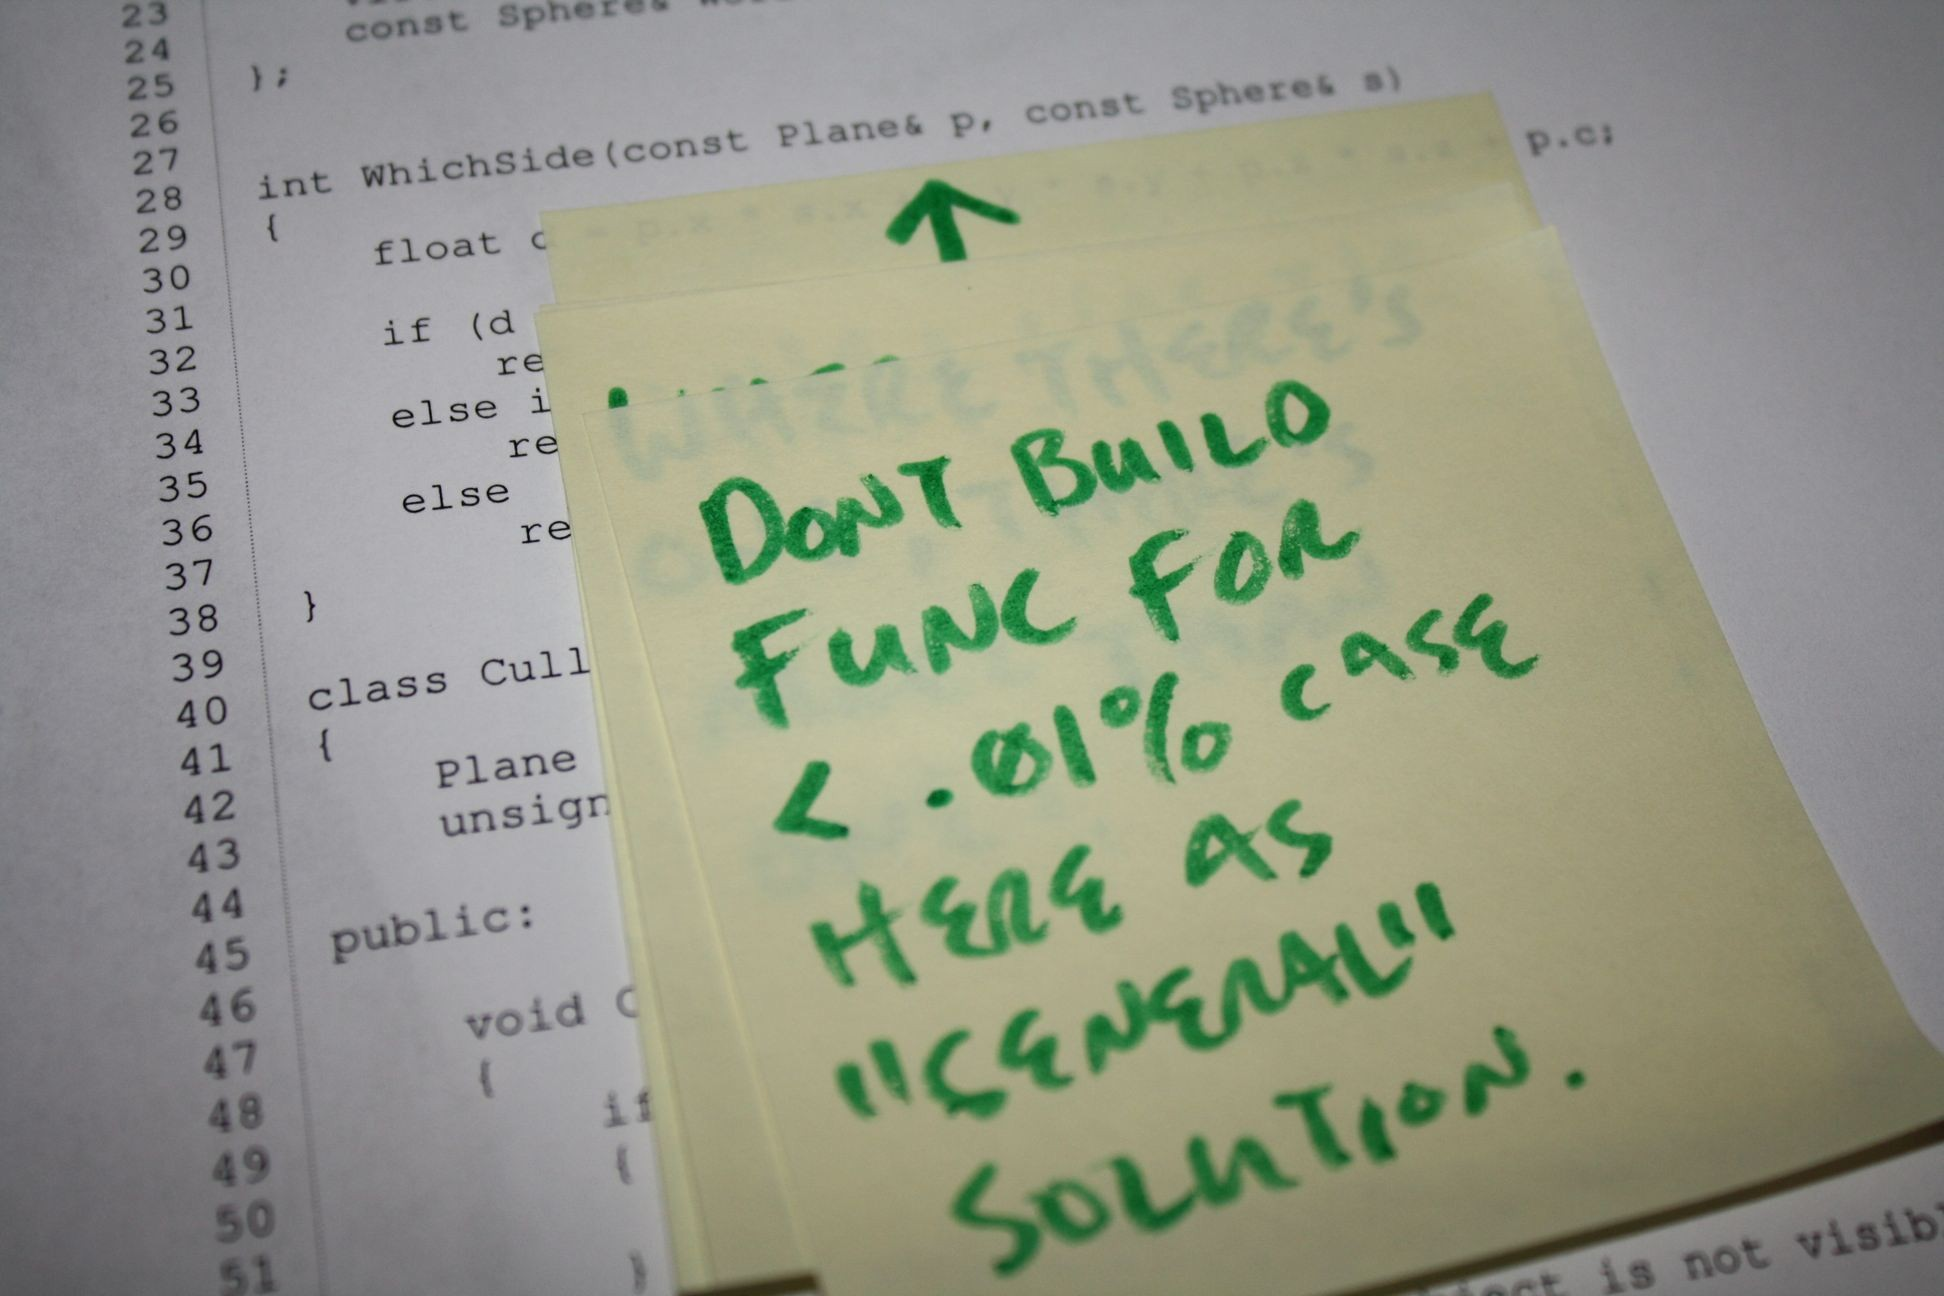 23
24 const Sphere&
25 };
26
27 int WhichSide(const Plane& p, const Sphere& s)
28 {
29 float p.c;
30
31 if (d
32 re
33 else i
34 re
35 else
36 re
37
38 }
39
40 class Cull
41 {
42 Plane
43 unsign
44
45 public:
46
47 void C
48 {
49 if
50 {
51
}
WHERE THERE'S
DONT BUILD
FUNC FOR
< .01% CASE
HERE AS
"GENERAL"
SOLUTION.
is not visibl